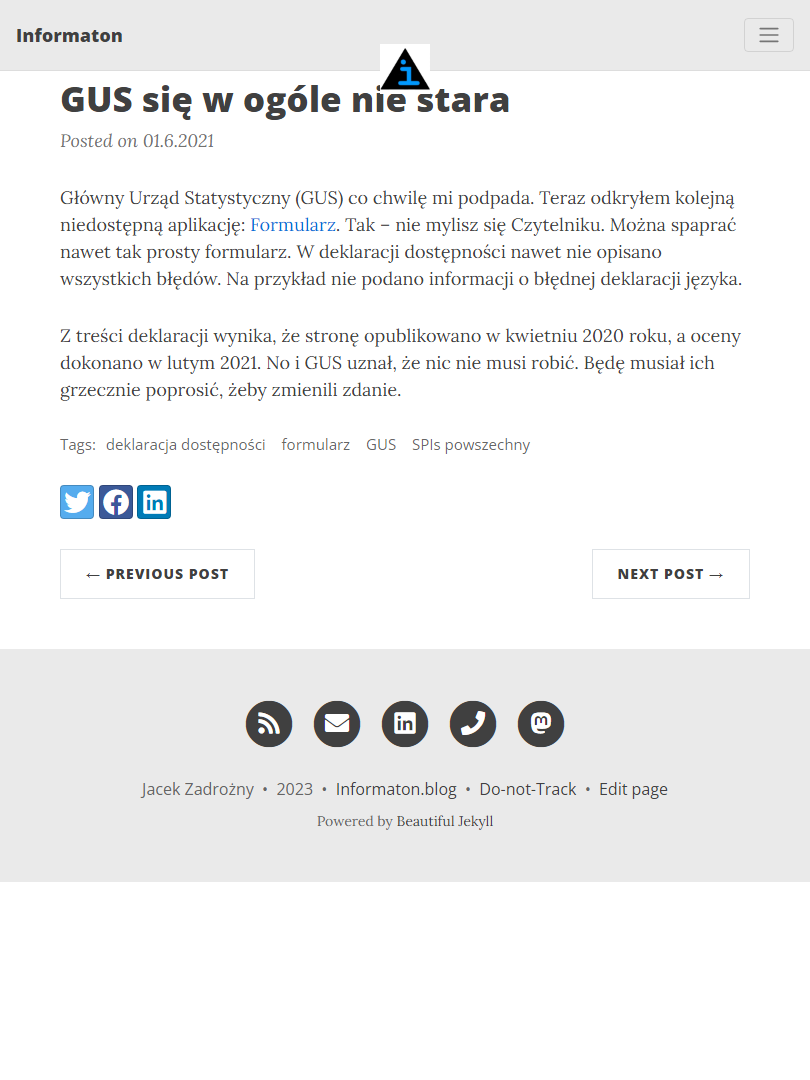 Informaton
GUS się w ogóle nie stara
Posted on 01.6.2021
Główny Urząd Statystyczny (GUS) co chwilę mi podpada. Teraz odkryłem kolejną
niedostępną aplikację: Formularz. Tak – nie mylisz się Czytelniku. Można spaprać
nawet tak prosty formularz. W deklaracji dostępności nawet nie opisano
wszystkich błędów. Na przykład nie podano informacji o błędnej deklaracji języka.
Z treści deklaracji wynika, że stronę opublikowano w kwietniu 2020 roku, a oceny
dokonano w lutym 2021. No i GUS uznał, że nic nie musi robić. Będę musiał ich
grzecznie poprosić, żeby zmienili zdanie.
Tags: deklaracja dostępności formularz GUS SPIs powszechny
← PREVIOUS POST
NEXT POST →
Jacek Zadrożny • 2023 • Informaton.blog • Do-not-Track • Edit page
Powered by Beautiful Jekyll